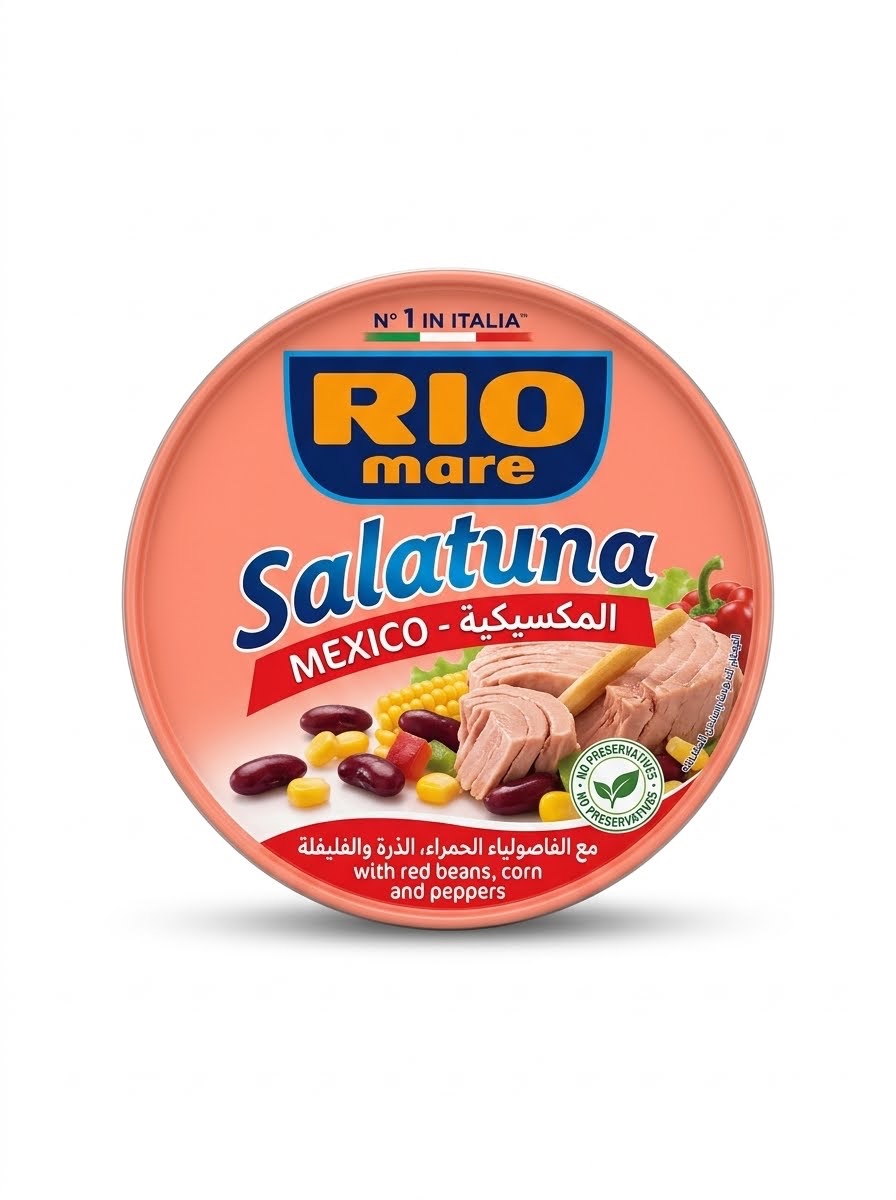 N° 1 IN ITALIA™
RIO
mare
Salatuna
MEXICO - المكسيكية
NO PRESERVATIVES
NO PRESERVATIVES
مع الفاصولياء الحمراء، الذرة والفليفلة
with red beans, corn
and peppers